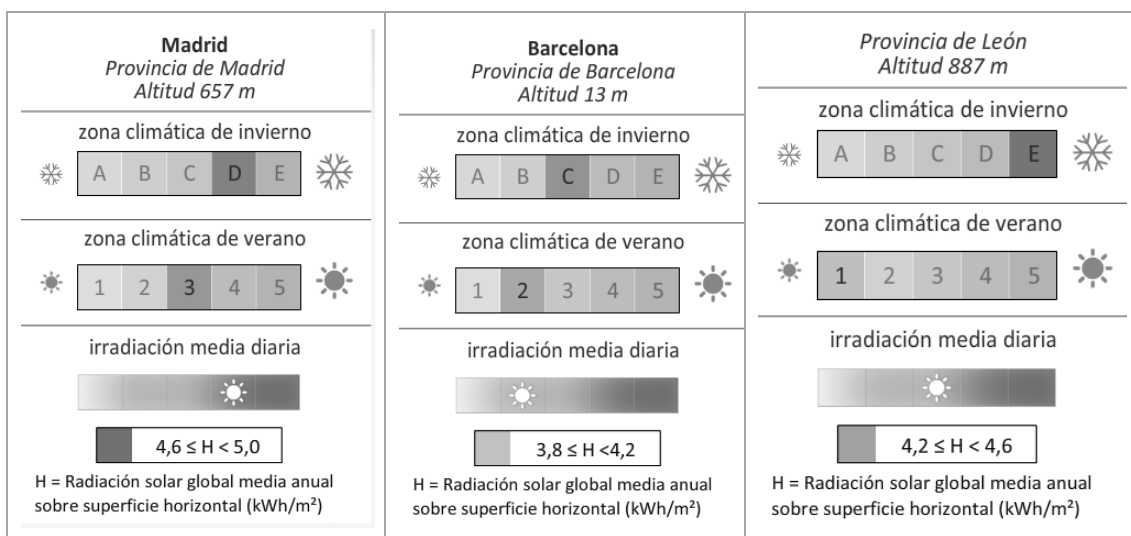 Madrid
Provincia de Madrid
Altitud 657 m
zona climática de invierno
A B C D E
zona climática de verano
1 2 3 4 5
irradiación media diaria
4,6 ≤ H < 5,0
H = Radiación solar global media anual
sobre superficie horizontal (kWh/m²)
Barcelona
Provincia de Barcelona
Altitud 13 m
zona climática de invierno
A B C D E
zona climática de verano
1 2 3 4 5
irradiación media diaria
3,8 ≤ H <4,2
H = Radiación solar global media anual
sobre superficie horizontal (kWh/m²)
Provincia de León
Altitud 887 m
zona climática de invierno
A B C D E
zona climática de verano
1 2 3 4 5
irradiación media diaria
4,2 ≤ H < 4,6
H = Radiación solar global media anual
sobre superficie horizontal (kWh/m²)